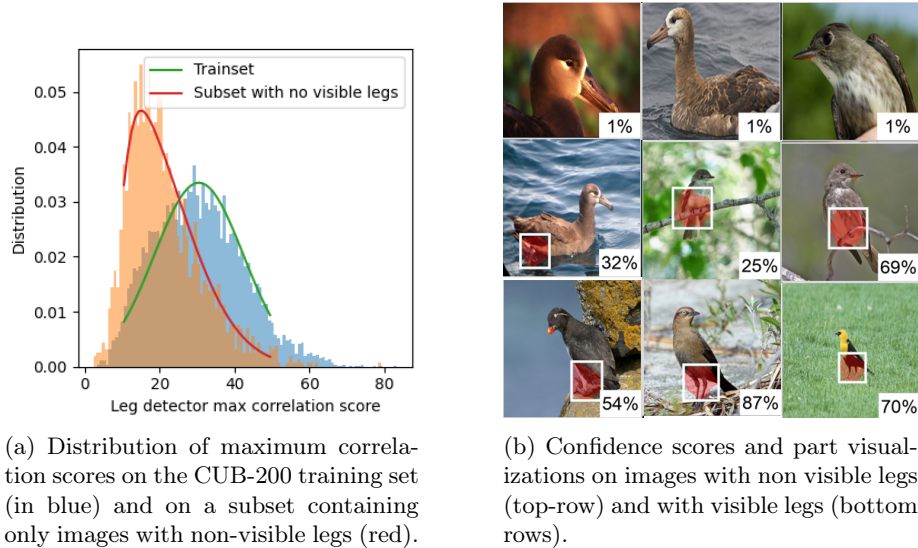 Trainset
Subset with no visible legs
0.05
0.04
0.03
0.02
0.01
0.00
Distribution
0 20 40 60 80
Leg detector max correlation score
(a) Distribution of maximum correla-
tion scores on the CUB-200 training set
(in blue) and on a subset containing
only images with non-visible legs (red).
1% 1% 1%
32% 25% 69%
54% 87% 70%
(b) Confidence scores and part visual-
izations on images with non visible legs
(top-row) and with visible legs (bottom
rows).